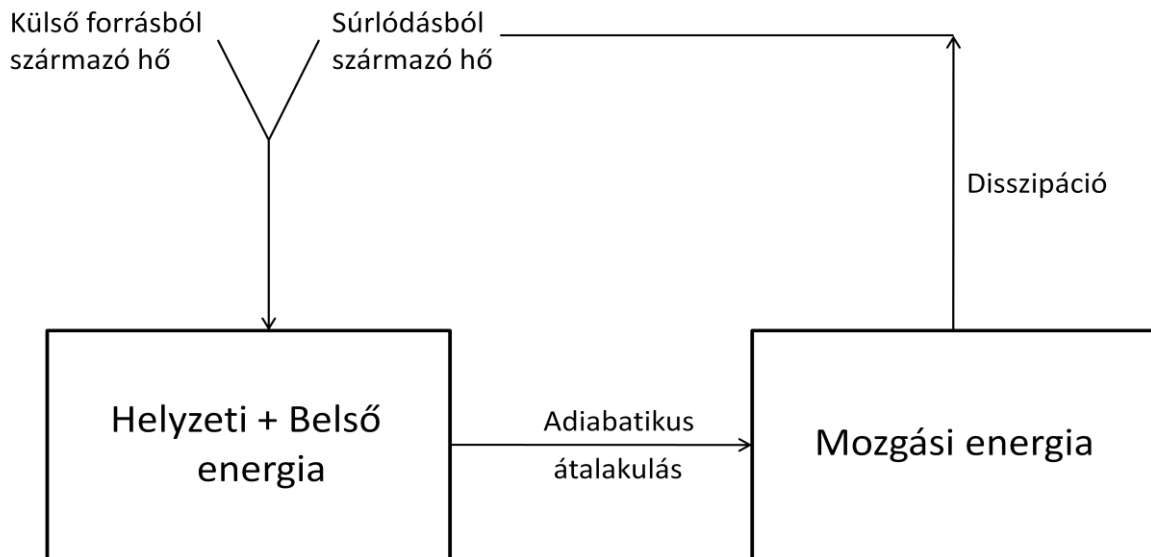 Külső forrásból
származó hő
Súrlódásból
származó hő
Disszipáció
Helyzeti + Belső
energia
Adiabatikus
átalakulás
Mozgási energia